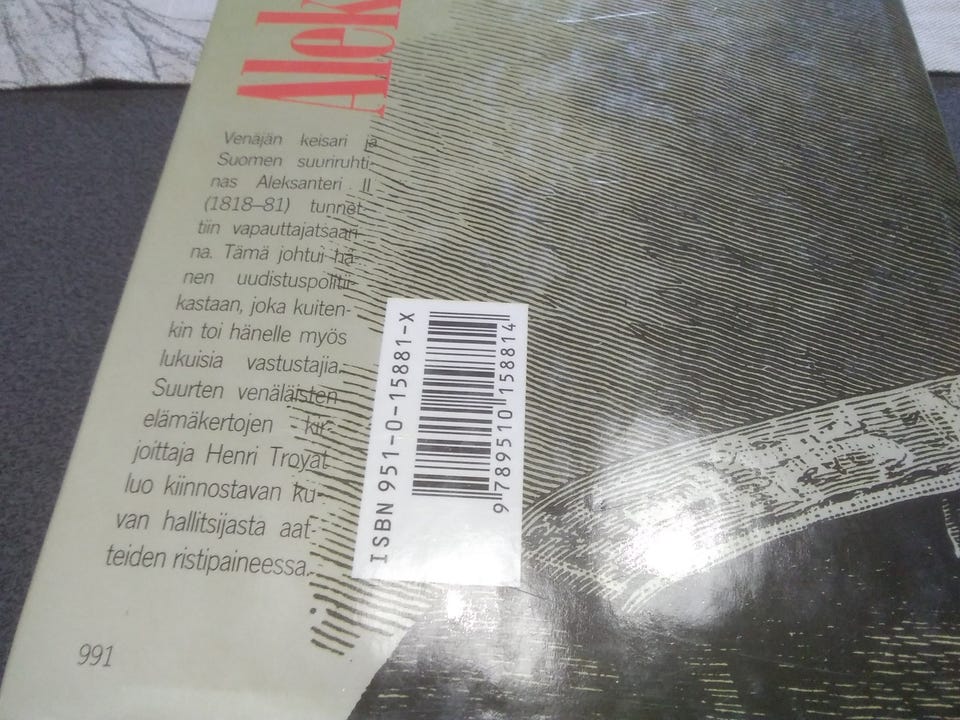 Alek
Venäjän keisari ja
Suomen suuriruhti-
nas Aleksanteri II
(1818–81) tunnet-
tiin vapauttajatsaari-
na. Tämä johtui hä-
nen uudistuspolitii-
kastaan, joka kuiten-
kin toi hänelle myös
lukuisia vastustajia.
Suurten venäläisten
elämäkertojen kir-
joittaja Henri Troyat
luo kiinnostavan ku-
van hallitsijasta aat-
teiden ristipaineessa.
991
ISBN 951-0-15881-X
9 789510 158814